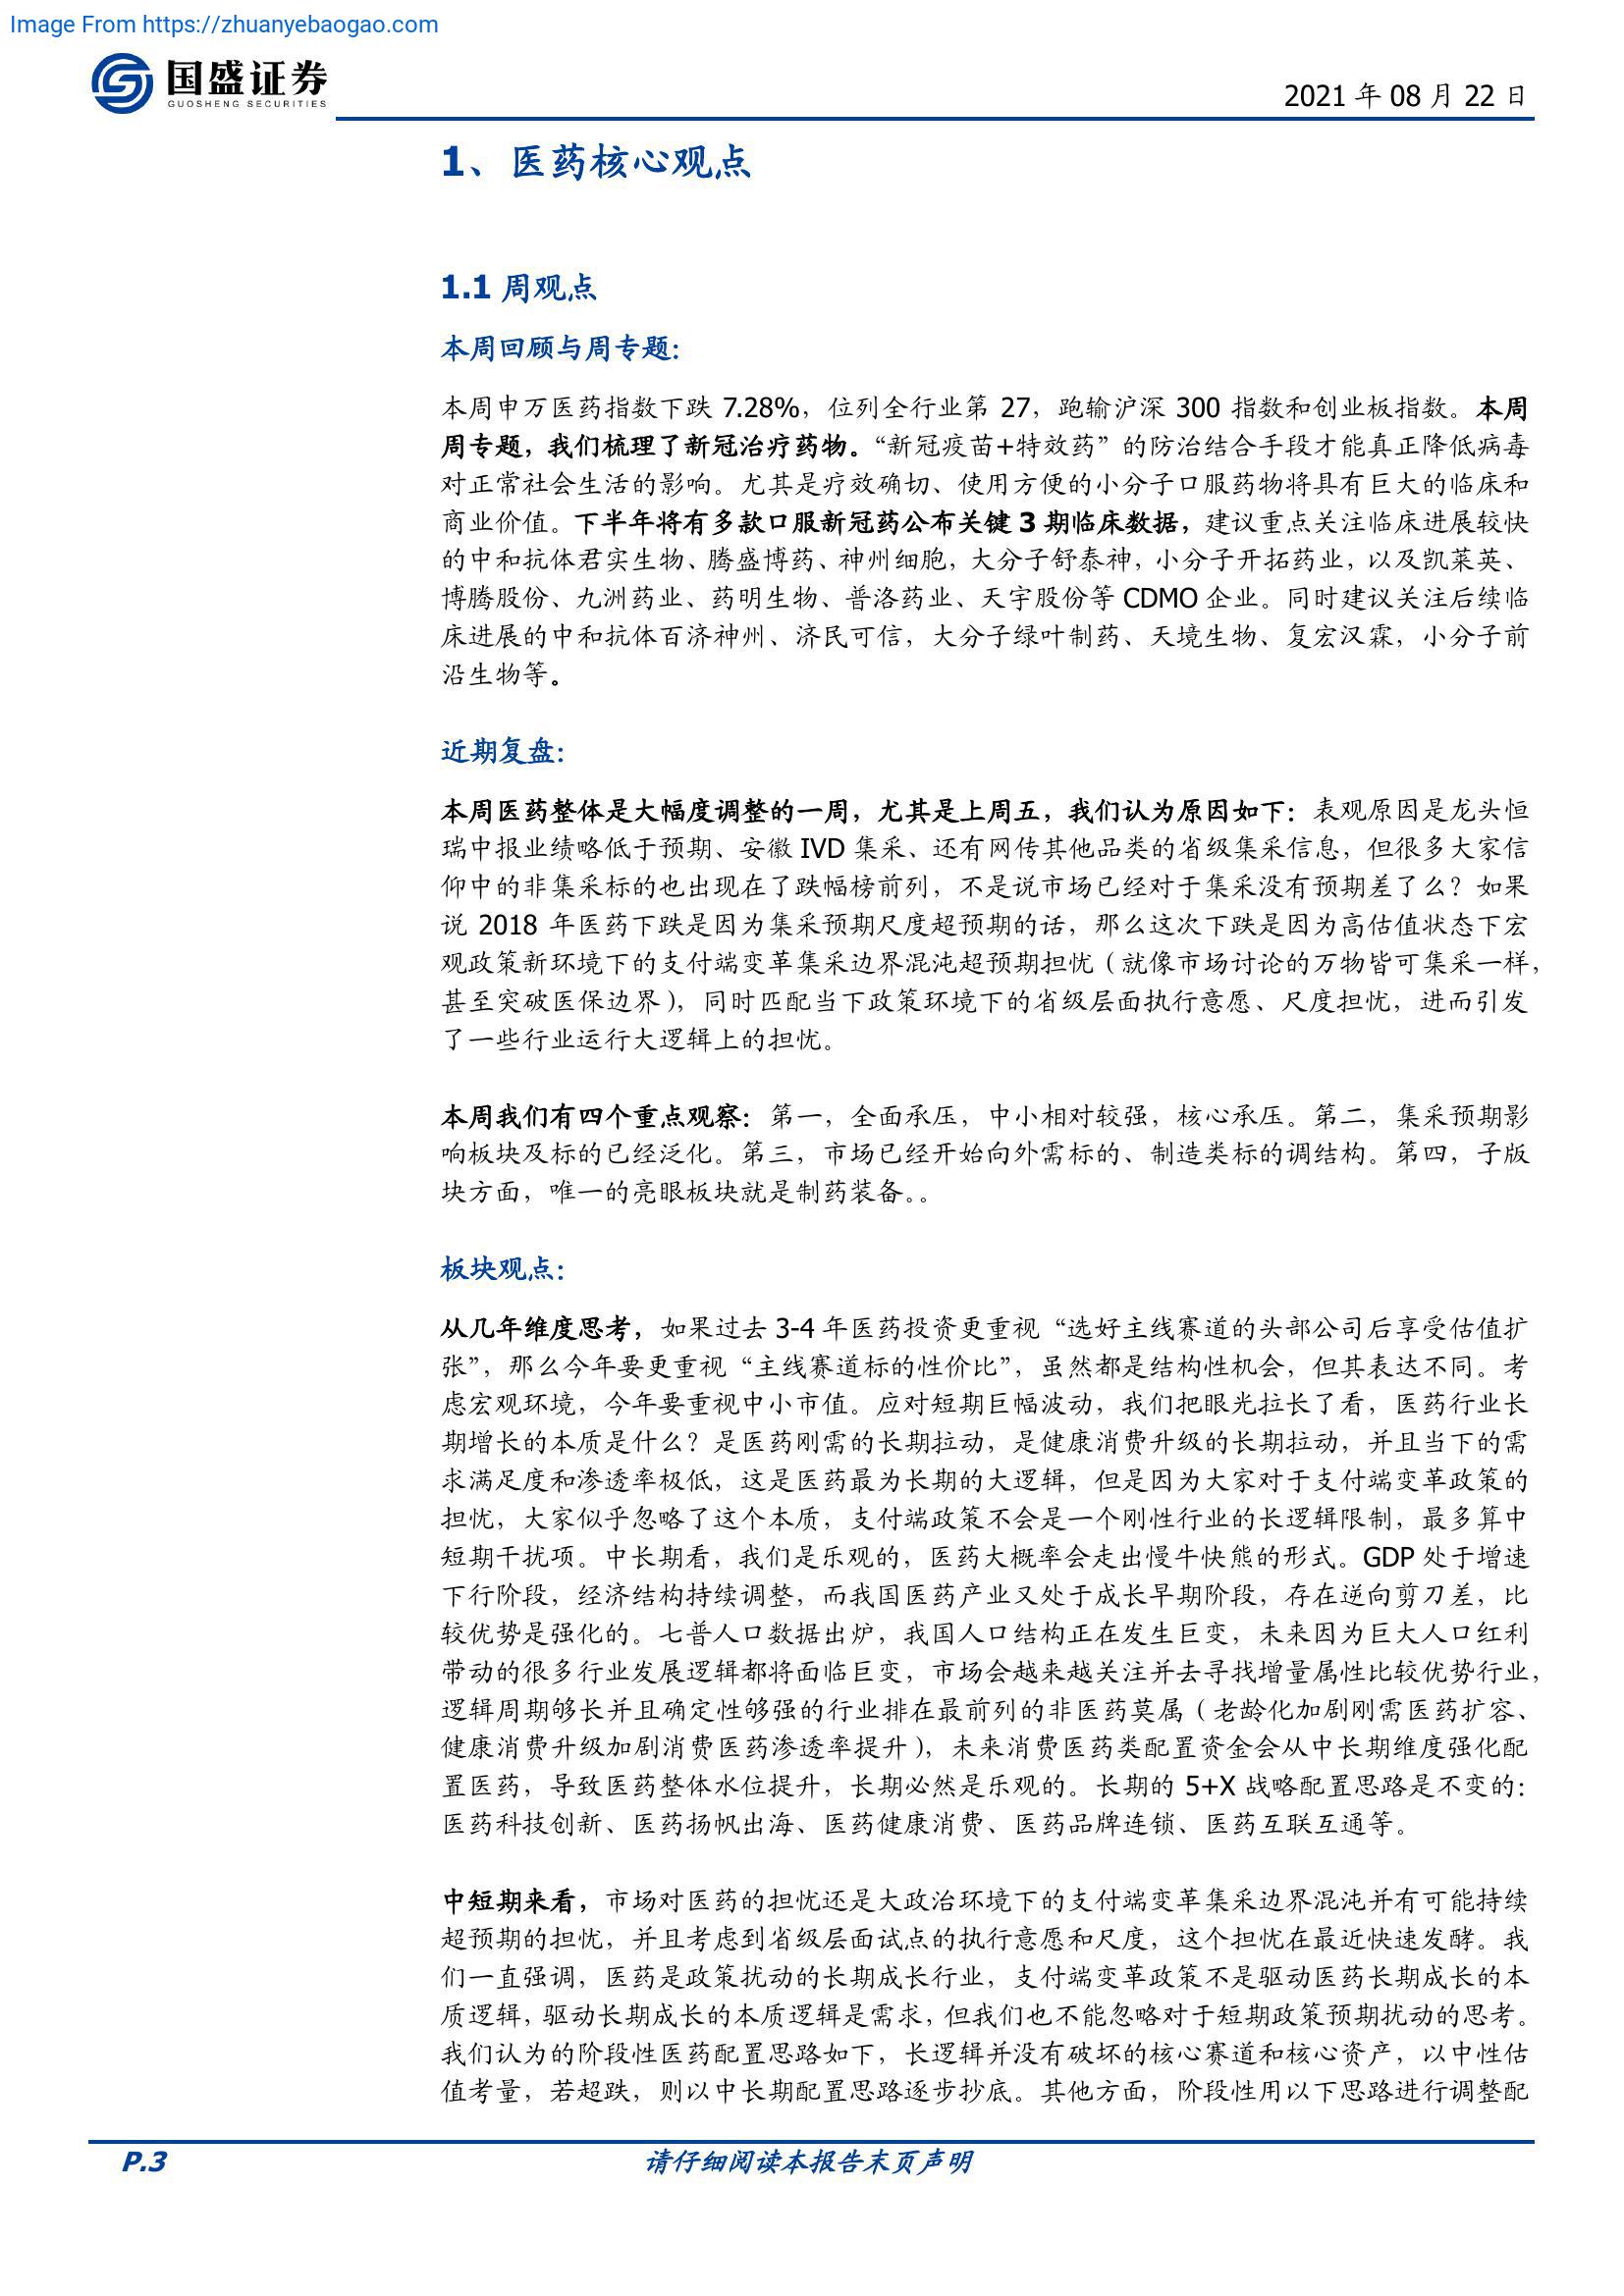 Image From https://zhuanyebaogao.com
国盛证券
GUOSHENG SECURITIES
2021 年 08 月 22 日
1、医药核心观点
1.1 周观点
本周回顾与周专题：
本周申万医药指数下跌 7.28%，位列全行业第 27，跑输沪深 300 指数和创业板指数。本周
周专题，我们梳理了新冠治疗药物。“新冠疫苗+特效药”的防治结合手段才能真正降低病毒
对正常社会生活的影响。尤其是疗效确切、使用方便的小分子口服药物将具有巨大的临床和
商业价值。下半年将有多款口服新冠药公布关键 3 期临床数据，建议重点关注临床进展较快
的中和抗体君实生物、腾盛博药、神州细胞，大分子舒泰神，小分子开拓药业，以及凯莱英、
博腾股份、九洲药业、药明生物、普洛药业、天宇股份等 CDMO 企业。同时建议关注后续临
床进展的中和抗体百济神州、济民可信，大分子绿叶制药、天境生物、复宏汉霖，小分子前
沿生物等。
近期复盘：
本周医药整体是大幅度调整的一周，尤其是上周五，我们认为原因如下：表观原因是龙头恒
瑞中报业绩略低于预期、安徽 IVD 集采、还有网传其他品类的省级集采信息，但很多大家信
仰中的非集采标的也出现在了跌幅榜前列，不是说市场已经对于集采没有预期差了么？如果
说 2018 年医药下跌是因为集采预期尺度超预期的话，那么这次下跌是因为高估值状态下宏
观政策新环境下的支付端变革集采边界混沌超预期担忧（就像市场讨论的万物皆可集采一样，
甚至突破医保边界），同时匹配当下政策环境下的省级层面执行意愿、尺度担忧，进而引发
了一些行业运行大逻辑上的担忧。
本周我们有四个重点观察：第一，全面承压，中小相对较强，核心承压。第二，集采预期影
响板块及标的已经泛化。第三，市场已经开始向外需标的、制造类标的调结构。第四，子版
块方面，唯一的亮眼板块就是制药装备。。
板块观点：
从几年维度思考，如果过去 3-4 年医药投资更重视“选好主线赛道的头部公司后享受估值扩
张”，那么今年要更重视“主线赛道标的性价比”，虽然都是结构性机会，但其表达不同。考
虑宏观环境，今年要重视中小市值。应对短期巨幅波动，我们把眼光拉长了看，医药行业长
期增长的本质是什么？是医药刚需的长期拉动，是健康消费升级的长期拉动，并且当下的需
求满足度和渗透率极低，这是医药最为长期的大逻辑，但是因为大家对于支付端变革政策的
担忧，大家似乎忽略了这个本质，支付端政策不会是一个刚性行业的长逻辑限制，最多算中
短期干扰项。中长期看，我们是乐观的，医药大概率会走出慢牛快熊的形式。GDP 处于增速
下行阶段，经济结构持续调整，而我国医药产业又处于成长早期阶段，存在逆向剪刀差，比
较优势是强化的。七普人口数据出炉，我国人口结构正在发生巨变，未来因为巨大人口红利
带动的很多行业发展逻辑都将面临巨变，市场会越来越关注并去寻找增量属性比较优势行业，
逻辑周期够长并且确定性够强的行业排在最前列的非医药莫属（老龄化加剧刚需医药扩容、
健康消费升级加剧消费医药渗透率提升），未来消费医药类配置资金会从中长期维度强化配
置医药，导致医药整体水位提升，长期必然是乐观的。长期的 5+X 战略配置思路是不变的：
医药科技创新、医药扬帆出海、医药健康消费、医药品牌连锁、医药互联互通等。
中短期来看，市场对医药的担忧还是大政治环境下的支付端变革集采边界混沌并有可能持续
超预期的担忧，并且考虑到省级层面试点的执行意愿和尺度，这个担忧在最近快速发酵。我
们一直强调，医药是政策扰动的长期成长行业，支付端变革政策不是驱动医药长期成长的本
质逻辑，驱动长期成长的本质逻辑是需求，但我们也不能忽略对于短期政策预期扰动的思考。
我们认为的阶段性医药配置思路如下，长逻辑并没有破坏的核心赛道和核心资产，以中性估
值考量，若超跌，则以中长期配置思路逐步抄底。其他方面，阶段性用以下思路进行调整配
P.3
请仔细阅读本报告末页声明